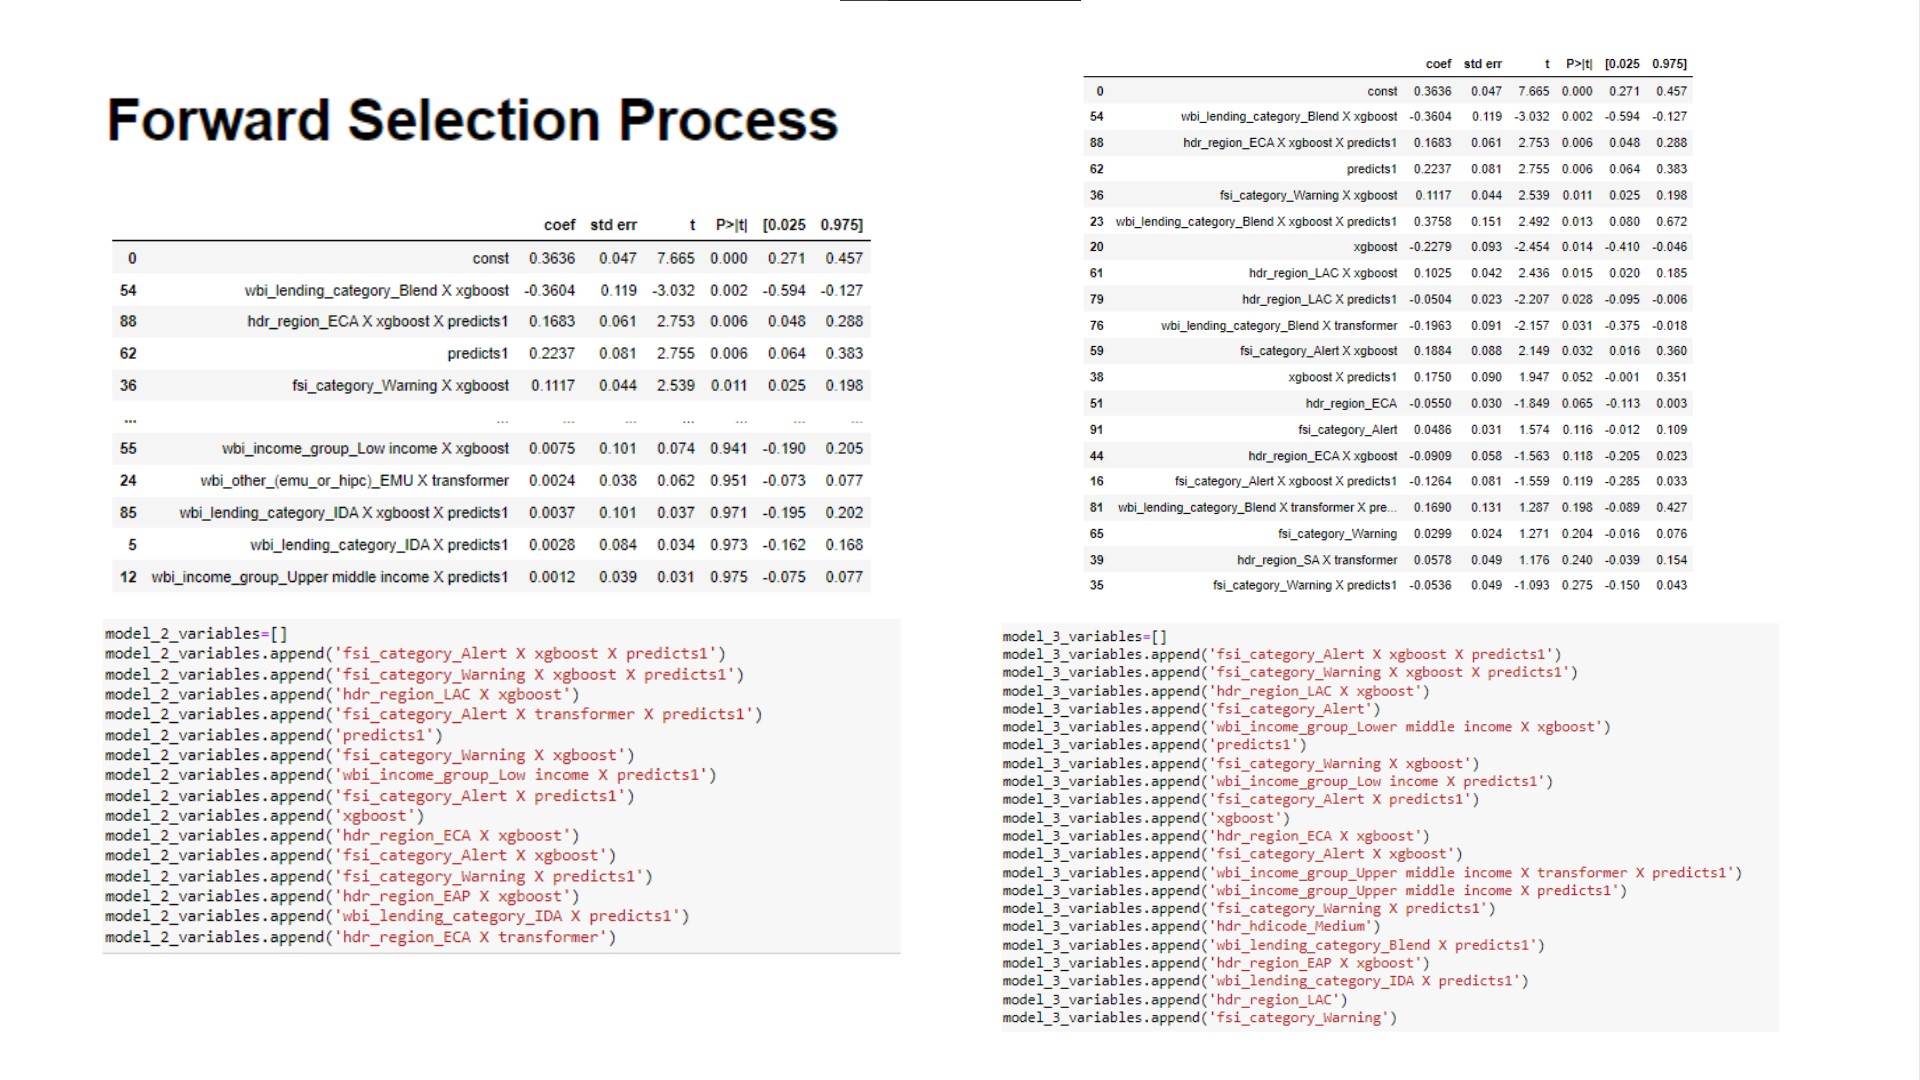 Forward Selection Process
coef std err t P>|t| [0.025 0.975]
0 const 0.3636 0.047 7.665 0.000 0.271 0.457
54 wbi_lending_category_Blend X xgboost -0.3604 0.119 -3.032 0.002 -0.594 -0.127
88 hdr_region_ECA X xgboost X predicts1 0.1683 0.061 2.753 0.006 0.048 0.288
62 predicts1 0.2237 0.081 2.755 0.006 0.064 0.383
36 fsi_category_Warning X xgboost 0.1117 0.044 2.539 0.011 0.025 0.198
... ... ... ... ... ... ... ...
55 wbi_income_group_Low income X xgboost 0.0075 0.101 0.074 0.941 -0.190 0.205
24 wbi_other_(emu_or_hipc)_EMU X transformer 0.0024 0.038 0.062 0.951 -0.073 0.077
85 wbi_lending_category_IDA X xgboost X predicts1 0.0037 0.101 0.037 0.971 -0.195 0.202
5 wbi_lending_category_IDA X predicts1 0.0028 0.084 0.034 0.973 -0.162 0.168
12 wbi_income_group_Upper middle income X predicts1 0.0012 0.039 0.031 0.975 -0.075 0.077
model_2_variables=[]
model_2_variables.append('fsi_category_Alert X xgboost X predicts1')
model_2_variables.append('fsi_category_Warning X xgboost X predicts1')
model_2_variables.append('hdr_region_LAC X xgboost')
model_2_variables.append('fsi_category_Alert X transformer X predicts1')
model_2_variables.append('predicts1')
model_2_variables.append('fsi_category_Warning X xgboost')
model_2_variables.append('wbi_income_group_Low income X predicts1')
model_2_variables.append('fsi_category_Alert X predicts1')
model_2_variables.append('xgboost')
model_2_variables.append('hdr_region_ECA X xgboost')
model_2_variables.append('fsi_category_Alert X xgboost')
model_2_variables.append('fsi_category_Warning X predicts1')
model_2_variables.append('hdr_region_EAP X xgboost')
model_2_variables.append('wbi_lending_category_IDA X predicts1')
model_2_variables.append('hdr_region_ECA X transformer')
coef std err t P>|t| [0.025 0.975]
0 const 0.3636 0.047 7.665 0.000 0.271 0.457
54 wbi_lending_category_Blend X xgboost -0.3604 0.119 -3.032 0.002 -0.594 -0.127
88 hdr_region_ECA X xgboost X predicts1 0.1683 0.061 2.753 0.006 0.048 0.288
62 predicts1 0.2237 0.081 2.755 0.006 0.064 0.383
36 fsi_category_Warning X xgboost 0.1117 0.044 2.539 0.011 0.025 0.198
23 wbi_lending_category_Blend X xgboost X predicts1 0.3758 0.151 2.492 0.013 0.080 0.672
20 xgboost -0.2279 0.093 -2.454 0.014 -0.410 -0.046
61 hdr_region_LAC X xgboost 0.1025 0.042 2.436 0.015 0.020 0.185
79 hdr_region_LAC X predicts1 -0.0504 0.023 -2.207 0.028 -0.095 -0.006
76 wbi_lending_category_Blend X transformer -0.1963 0.091 -2.157 0.031 -0.375 -0.018
59 fsi_category_Alert X xgboost 0.1884 0.088 2.149 0.032 0.016 0.360
38 xgboost X predicts1 0.1750 0.090 1.947 0.052 -0.001 0.351
51 hdr_region_ECA -0.0550 0.030 -1.849 0.065 -0.113 0.003
91 fsi_category_Alert 0.0486 0.031 1.574 0.116 -0.012 0.109
44 hdr_region_ECA X xgboost -0.0909 0.058 -1.563 0.118 -0.205 0.023
16 fsi_category_Alert X xgboost X predicts1 -0.1264 0.081 -1.559 0.119 -0.285 0.033
81 wbi_lending_category_Blend X transformer X pre... 0.1690 0.131 1.287 0.198 -0.089 0.427
65 fsi_category_Warning 0.0299 0.024 1.271 0.204 -0.016 0.076
39 hdr_region_SA X transformer 0.0578 0.049 1.176 0.240 -0.039 0.154
35 fsi_category_Warning X predicts1 -0.0536 0.049 -1.093 0.275 -0.150 0.043
model_3_variables=[]
model_3_variables.append('fsi_category_Alert X xgboost X predicts1')
model_3_variables.append('fsi_category_Warning X xgboost X predicts1')
model_3_variables.append('hdr_region_LAC X xgboost')
model_3_variables.append('fsi_category_Alert')
model_3_variables.append('wbi_income_group_Lower middle income X xgboost')
model_3_variables.append('predicts1')
model_3_variables.append('fsi_category_Warning X xgboost')
model_3_variables.append('wbi_income_group_Low income X predicts1')
model_3_variables.append('fsi_category_Alert X predicts1')
model_3_variables.append('xgboost')
model_3_variables.append('hdr_region_ECA X xgboost')
model_3_variables.append('fsi_category_Alert X xgboost')
model_3_variables.append('wbi_income_group_Upper middle income X transformer X predicts1')
model_3_variables.append('wbi_income_group_Upper middle income X predicts1')
model_3_variables.append('fsi_category_Warning X predicts1')
model_3_variables.append('hdr_hdicode_Medium')
model_3_variables.append('wbi_lending_category_Blend X predicts1')
model_3_variables.append('hdr_region_EAP X xgboost')
model_3_variables.append('wbi_lending_category_IDA X predicts1')
model_3_variables.append('hdr_region_LAC')
model_3_variables.append('fsi_category_Warning')